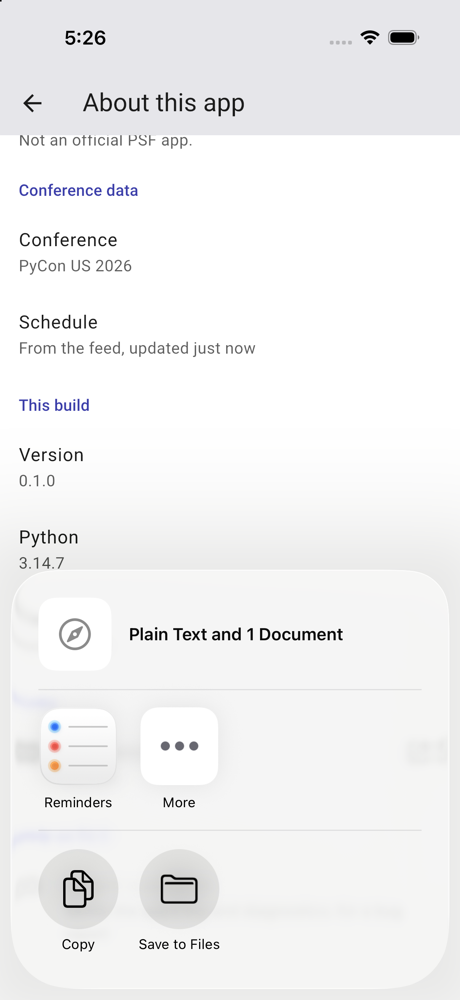 5:26
About this app
Not an official PSF app.
Conference data
Conference
PyCon US 2026
Schedule
From the feed, updated just now
This build
Version
0.1.0
Python
3.14.7
Plain Text and 1 Document
Reminders
More
Copy
Save to Files